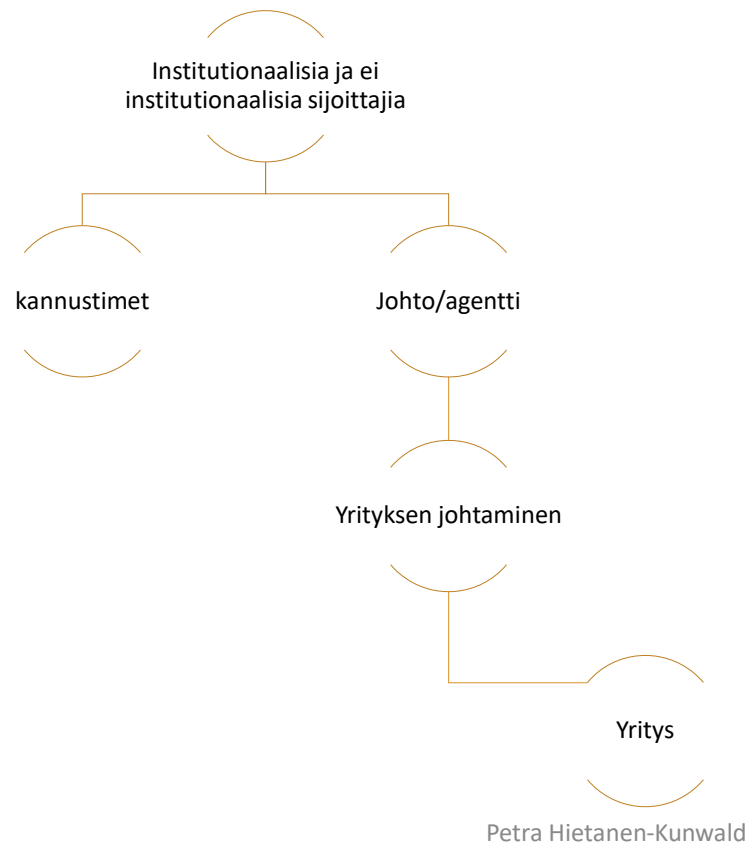 Institutionaalisia ja ei
institutionaalisia sijoittajia
kannustimet
Johto/agentti
Yrityksen johtaminen
Yritys
Petra Hietanen-Kunwald